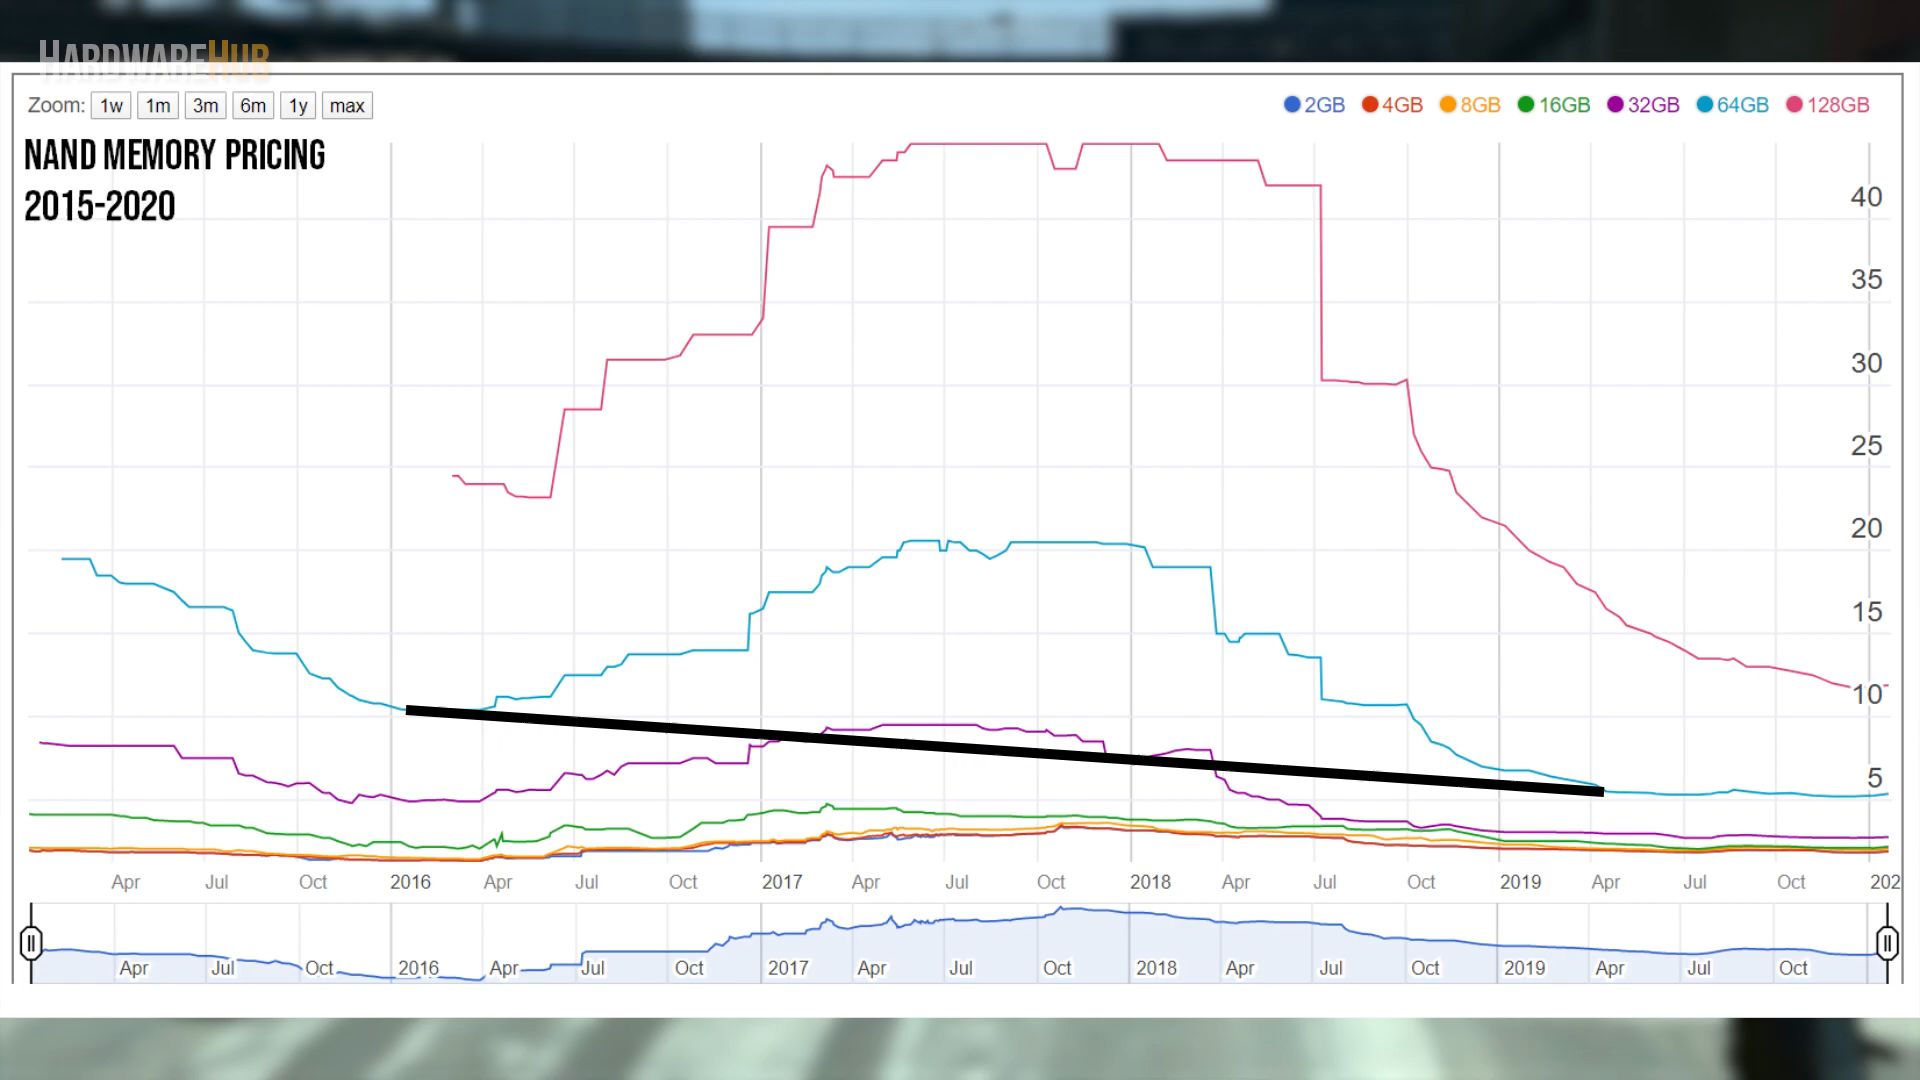 HARDWAREHUB
Zoom: 1w 1m 3m 6m 1y max
2GB 4GB 8GB 16GB 32GB 64GB 128GB
NAND MEMORY PRICING
2015-2020
40
35
30
25
20
15
10
5
Apr Jul Oct 2016 Apr Jul Oct 2017 Apr Jul Oct 2018 Apr Jul Oct 2019 Apr Jul Oct 202
Apr Jul Oct 2016 Apr Jul Oct 2017 Apr Jul Oct 2018 Apr Jul Oct 2019 Apr Jul Oct